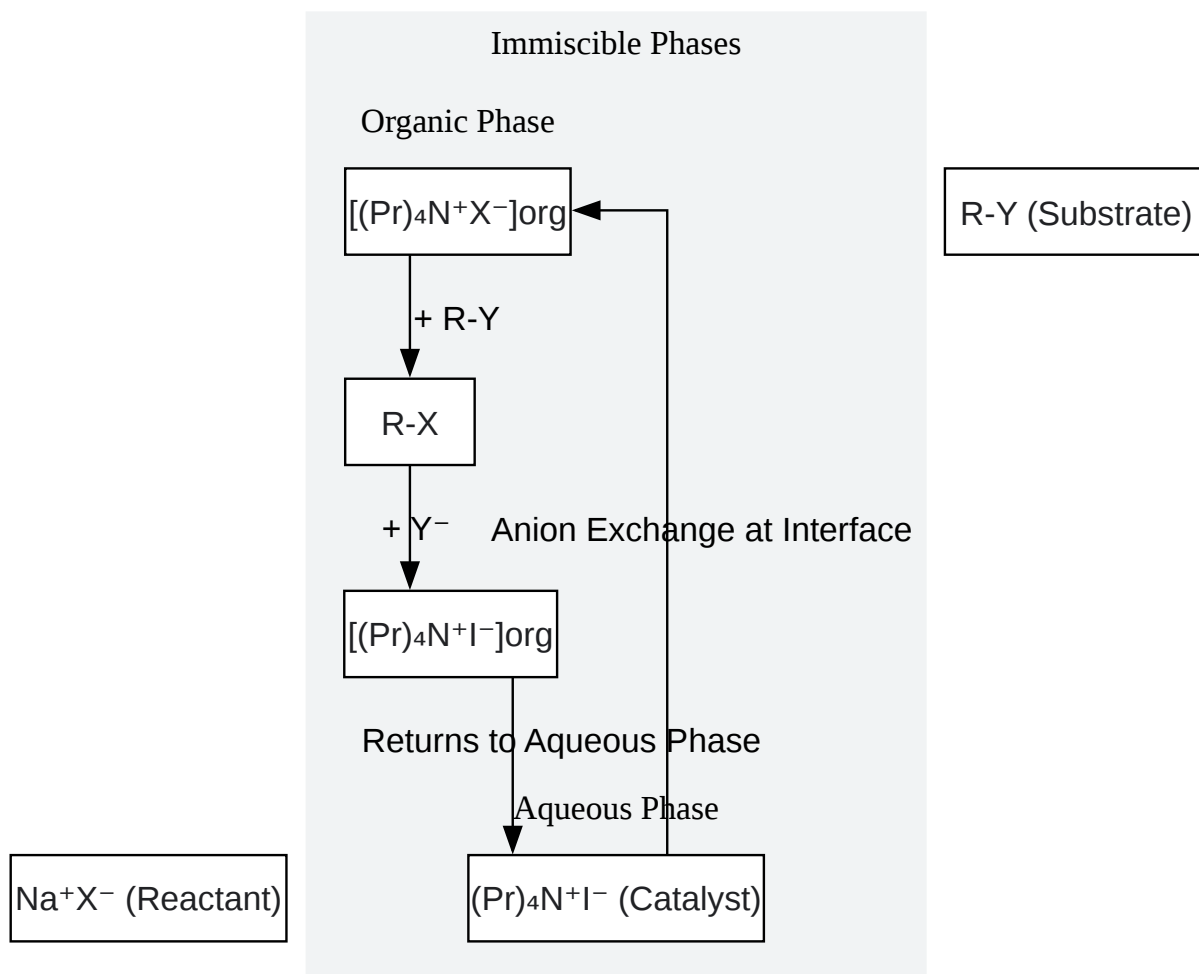 Immiscible Phases
Organic Phase
[(Pr)₄N⁺X⁻]org
R-Y (Substrate)
+ R-Y
R-X
+ Y⁻
Anion Exchange at Interface
[(Pr)₄N⁺I⁻]org
Returns to Aqueous Phase
Aqueous Phase
Na⁺X⁻ (Reactant)
(Pr)₄N⁺I⁻ (Catalyst)